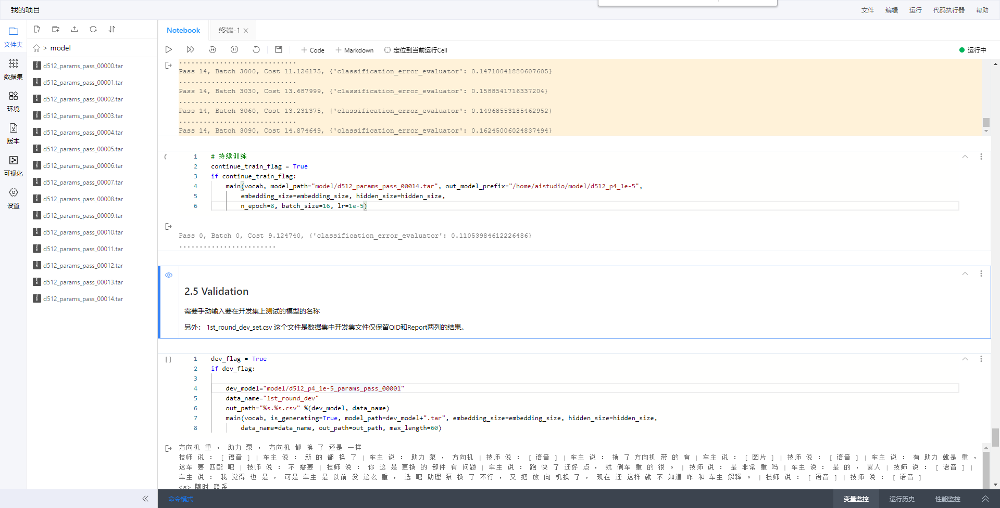 我的项目
文件 编辑 运行 代码执行器 帮助
文件夹
数据集
环境
版本
可视化
设置
> model
d512_params_pass_00000.tar
d512_params_pass_00001.tar
d512_params_pass_00002.tar
d512_params_pass_00003.tar
d512_params_pass_00004.tar
d512_params_pass_00005.tar
d512_params_pass_00006.tar
d512_params_pass_00007.tar
d512_params_pass_00008.tar
d512_params_pass_00009.tar
d512_params_pass_00010.tar
d512_params_pass_00011.tar
d512_params_pass_00012.tar
d512_params_pass_00013.tar
d512_params_pass_00014.tar
Notebook 终端-1
Code Markdown 定位到当前运行Cell 运行中
.............................
Pass 14, Batch 3000, Cost 11.126175, {'classification_error_evaluator': 0.14710041880607605}
.............................
Pass 14, Batch 3030, Cost 13.687999, {'classification_error_evaluator': 0.1588541716337204}
.............................
Pass 14, Batch 3060, Cost 13.231375, {'classification_error_evaluator': 0.14968553185462952}
.............................
Pass 14, Batch 3090, Cost 14.874649, {'classification_error_evaluator': 0.16245006024837494}
( 1 # 持续训练
2 continue_train_flag = True
3 if continue_train_flag:
4 main(vocab, model_path="model/d512_params_pass_00014.tar", out_model_prefix="/home/aistudio/model/d512_p4_1e-5",
5 embedding_size=embedding_size, hidden_size=hidden_size,
6 n_epoch=8, batch_size=16, lr=1e-5)
Pass 0, Batch 0, Cost 9.124740, {'classification_error_evaluator': 0.11053984612226486}
........................
2.5 Validation
需要手动输入要在开发集上测试的模型的名称
另外： 1st_round_dev_set.csv 这个文件是数据集中开发集文件仅保留QID和Report两列的结果。
[ ] 1 dev_flag = True
2 if dev_flag:
3
4 dev_model="model/d512_p4_1e-5_params_pass_00001"
5 data_name="1st_round_dev"
6 out_path="%s.%s.csv" %(dev_model, data_name)
7 main(vocab, is_generating=True, model_path=dev_model+".tar", embedding_size=embedding_size, hidden_size=hidden_size,
8 data_name=data_name, out_path=out_path, max_length=60)
方向机 重 ， 助力 泵 ， 方向机 都 换 了 还是 一样
技师 说 ： [ 语音 ] | 车主 说 ： 新 的 都 换 了 | 车主 说 ： 助力 泵 ， 方向机 | 技师 说 ： [ 语音 ] | 车主 说 ： 换 了 方向机 带 的 有 | 车主 说 ： [ 图片 ] | 技师 说 ： [ 语音 ] | 车主 说 ： 有 助力 就是 重 ，
这车 要 匹配 吧 | 技师 说 ： 不 需要 | 技师 说 ： 你 这 是 更换 的 部件 有 问题 | 车主 说 ： 跑 快 了 还好 点 ， 就 倒车 重 的 很 。 | 技师 说 ： 是 非常 重 吗 | 车主 说 ： 是 的 ， 累人 | 技师 说 ： [ 语音 ] |
车主 说 ： 我 觉得 也 是 ， 可是 车主 是 以前 没 这么 重 ， 选 吧 助理 泵 换 了 不行 ， 又 把 放 向 机换 了 ， 现在 还 这样 就 不 知道 咋 和 车主 解释 。 | 技师 说 ： [ 语音 ] | 技师 说 ： [ 语音 ]
<s> 随时 联系
命令模式 变量监控 运行历史 性能监控